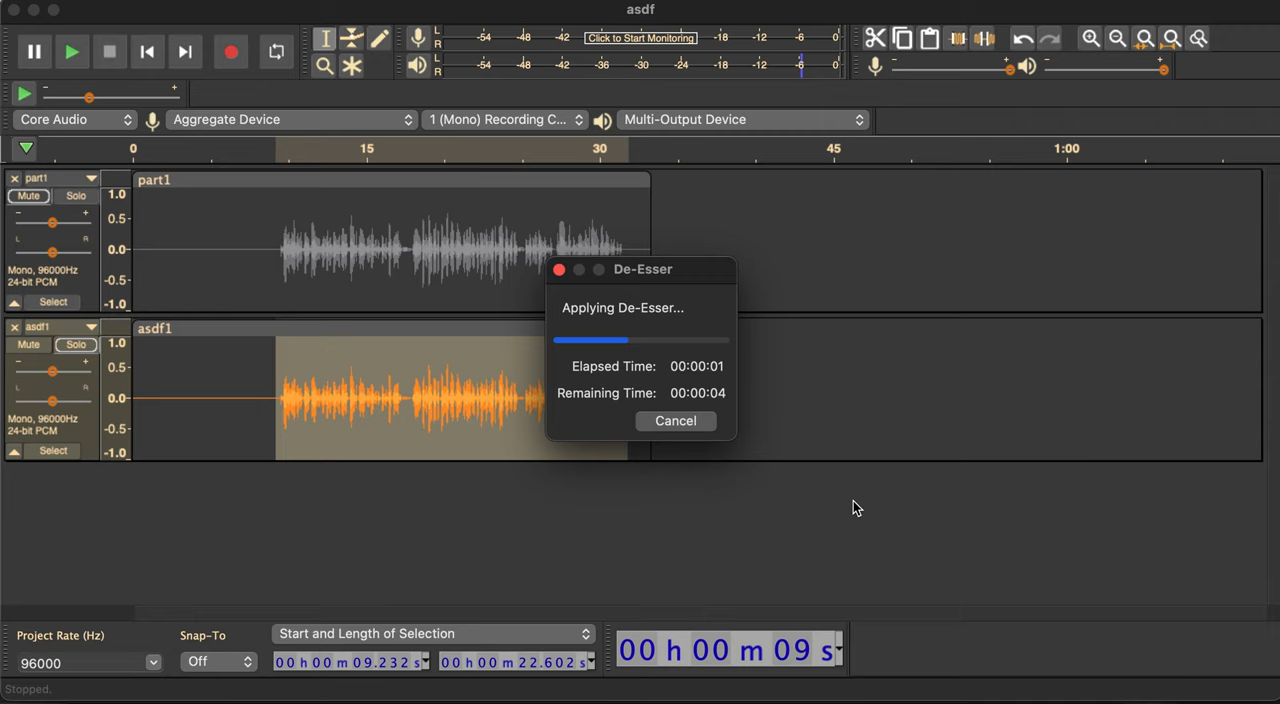 asdf
L
R
-54 -48 -42 Click to Start Monitoring -18 -12 -6 0
L
R
-54 -48 -42 -36 -30 -24 -18 -12 -6 0
- +
- +
- +
Core Audio
Aggregate Device
1 (Mono) Recording C...
Multi-Output Device
0 15 30 45 1:00
× part1
Mute Solo
- +
L R
Mono, 96000Hz
24-bit PCM
Select
1.0
0.5-
0.0-
-0.5-
-1.0
part1
× asdf1
Mute Solo
- +
L R
Mono, 96000Hz
24-bit PCM
Select
1.0
0.5-
0.0-
-0.5-
-1.0
asdf1
De-Esser
Applying De-Esser...
Elapsed Time: 00:00:01
Remaining Time: 00:00:04
Cancel
Project Rate (Hz)
96000
Snap-To
Off
Start and Length of Selection
00 h 00 m 09.232 s
00 h 00 m 22.602 s
00 h 00 m 09 s
Stopped.